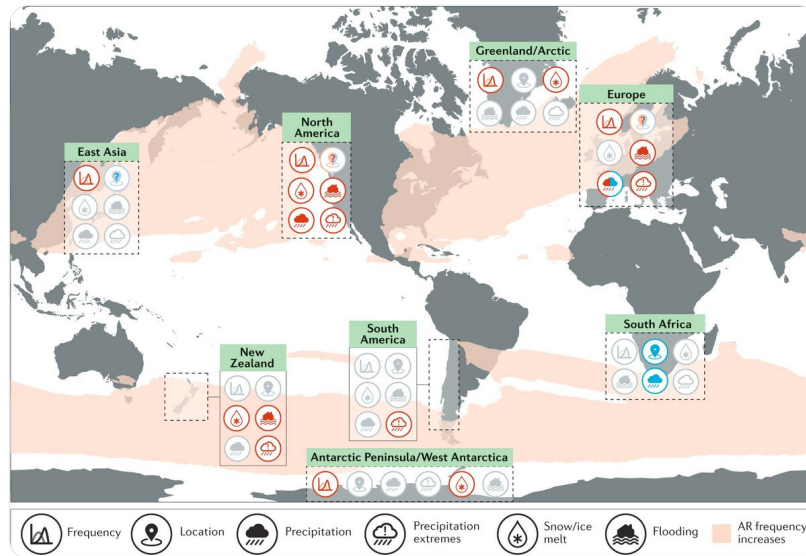 Greenland/Arctic
Europe
North
America
East Asia
?
?
?
South
America
South Africa
New
Zealand
Antarctic Peninsula/West Antarctica
Frequency
Location
Precipitation
Precipitation
extremes
Snow/ice
melt
Flooding
AR frequency
increases